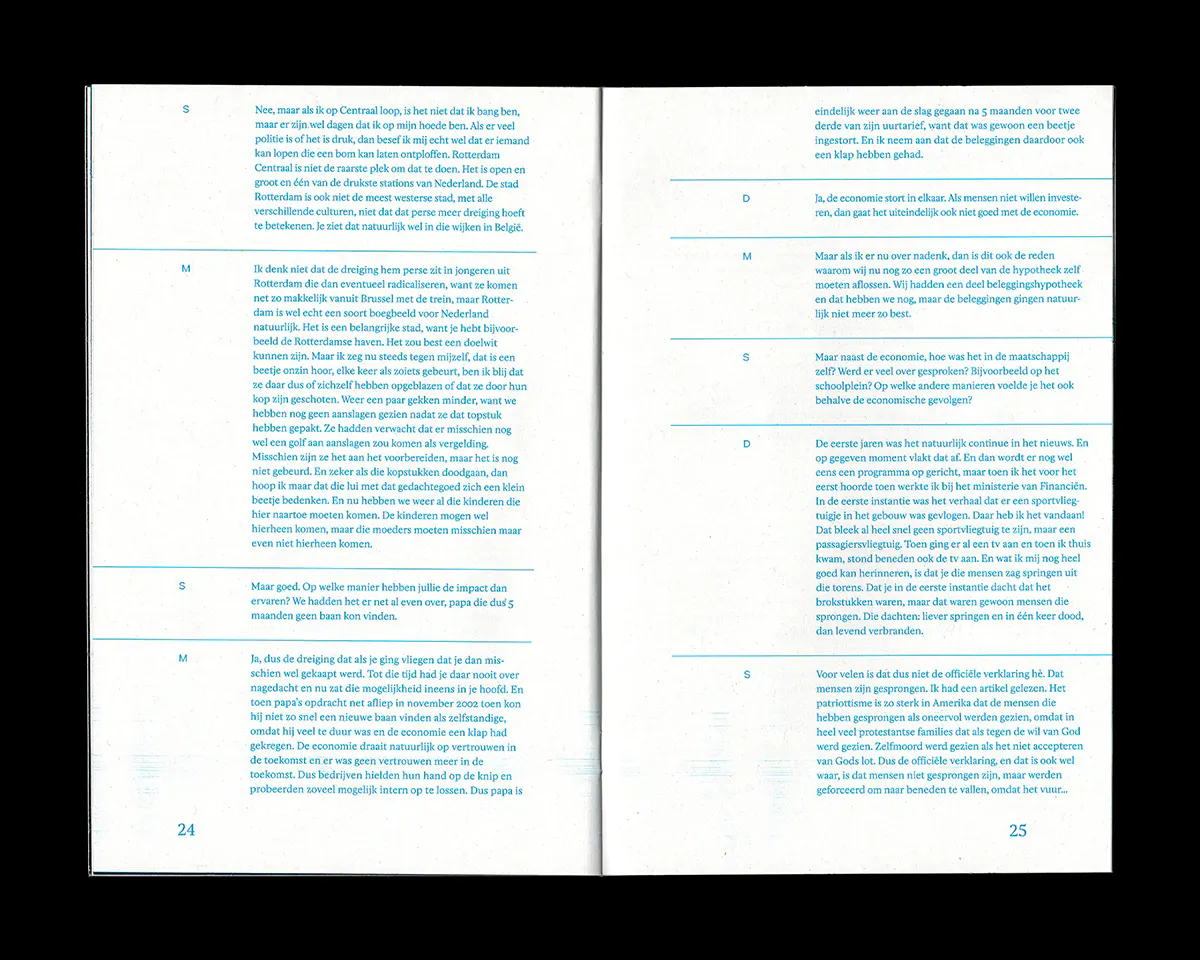 S
Nee, maar als ik op Centraal loop, is het niet dat ik bang ben,
maar er zijn wel dagen dat ik op mijn hoede ben. Als er veel
politie is of het is druk, dan besef ik mij echt wel dat er iemand
kan lopen die een bom kan laten ontploffen. Rotterdam
Centraal is niet de raarste plek om dat te doen. Het is open en
groot en één van de drukste stations van Nederland. De stad
Rotterdam is ook niet de meest westerse stad, met alle
verschillende culturen, niet dat dat perse meer dreiging hoeft
te betekenen. Je ziet dat natuurlijk wel in die wijken in België.
M
Ik denk niet dat de dreiging hem perse zit in jongeren uit
Rotterdam die dan eventueel radicaliseren, want ze komen
net zo makkelijk vanuit Brussel met de trein, maar Rotter-
dam is wel echt een soort boegbeeld voor Nederland
natuurlijk. Het is een belangrijke stad, want je hebt bijvoor-
beeld de Rotterdamse haven. Het zou best een doelwit
kunnen zijn. Maar ik zeg nu steeds tegen mijzelf, dat is een
beetje onzin hoor, elke keer als zoiets gebeurt, ben ik blij dat
ze daar dus of zichzelf hebben opgeblazen of dat ze door hun
kop zijn geschoten. Weer een paar gekken minder, want we
hebben nog geen aanslagen gezien nadat ze dat topstuk
hebben gepakt. Ze hadden verwacht dat er misschien nog
wel een golf aan aanslagen zou komen als vergelding.
Misschien zijn ze het aan het voorbereiden, maar het is nog
niet gebeurd. En zeker als die kopstukken doodgaan, dan
hoop ik maar dat die lui met dat gedachtegoed zich een klein
beetje bedenken. En nu hebben we weer al die kinderen die
hier naartoe moeten komen. De kinderen mogen wel
hierheen komen, maar die moeders moeten misschien maar
even niet hierheen komen.
S
Maar goed. Op welke manier hebben jullie de impact dan
ervaren? We hadden het er net al even over, papa die dus 5
maanden geen baan kon vinden.
M
Ja, dus de dreiging dat als je ging vliegen dat je dan mis-
schien wel gekaapt werd. Tot die tijd had je daar nooit over
nagedacht en nu zat die mogelijkheid ineens in je hoofd. En
toen papa's opdracht net afliep in november 2002 toen kon
hij niet zo snel een nieuwe baan vinden als zelfstandige,
omdat hij veel te duur was en de economie een klap had
gekregen. De economie draait natuurlijk op vertrouwen in
de toekomst en er was geen vertrouwen meer in de
toekomst. Dus bedrijven hielden hun hand op de knip en
probeerden zoveel mogelijk intern op te lossen. Dus papa is
24
eindelijk weer aan de slag gegaan na 5 maanden voor twee
derde van zijn uurtarief, want dat was gewoon een beetje
ingestort. En ik neem aan dat de beleggingen daardoor ook
een klap hebben gehad.
D
Ja, de economie stort in elkaar. Als mensen niet willen investe-
ren, dan gaat het uiteindelijk ook niet goed met de economie.
M
Maar als ik er nu over nadenk, dan is dit ook de reden
waarom wij nu nog zo een groot deel van de hypotheek zelf
moeten aflossen. Wij hadden een deel beleggingshypotheek
en dat hebben we nog, maar de beleggingen gingen natuur-
lijk niet meer zo best.
S
Maar naast de economie, hoe was het in de maatschappij
zelf? Werd er veel over gesproken? Bijvoorbeeld op het
schoolplein? Op welke andere manieren voelde je het ook
behalve de economische gevolgen?
D
De eerste jaren was het natuurlijk continue in het nieuws. En
op gegeven moment vlakt dat af. En dan wordt er nog wel
eens een programma op gericht, maar toen ik het voor het
eerst hoorde toen werkte ik bij het ministerie van Financiën.
In de eerste instantie was het verhaal dat er een sportvlieg-
tuigje in het gebouw was gevlogen. Daar heb ik het vandaan!
Dat bleek al heel snel geen sportvliegtuig te zijn, maar een
passagiersvliegtuig. Toen ging er al een tv aan en toen ik thuis
kwam, stond beneden ook de tv aan. En wat ik mij nog heel
goed kan herinneren, is dat je die mensen zag springen uit
die torens. Dat je in de eerste instantie dacht dat het
brokstukken waren, maar dat waren gewoon mensen die
sprongen. Die dachten: liever springen en in één keer dood,
dan levend verbranden.
S
Voor velen is dat dus niet de officiële verklaring hè. Dat
mensen zijn gesprongen. Ik had een artikel gelezen. Het
patriottisme is zo sterk in Amerika dat de mensen die
hebben gesprongen als oneervol werden gezien, omdat in
heel veel protestantse families dat als tegen de wil van God
werd gezien. Zelfmoord werd gezien als het niet accepteren
van Gods lot. Dus de officiële verklaring, en dat is ook wel
waar, is dat mensen niet gesprongen zijn, maar werden
geforceerd om naar beneden te vallen, omdat het vuur...
25